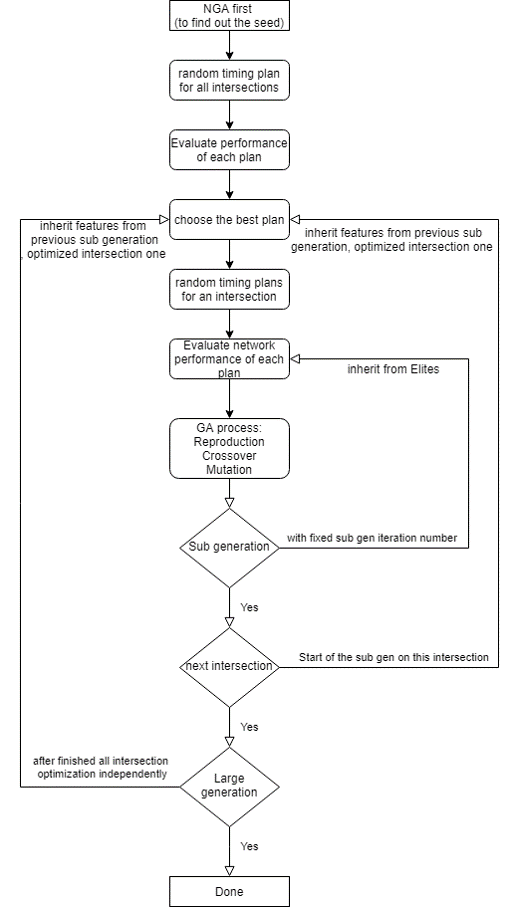 NGA first
(to find out the seed)
random timing plan
for all intersections
Evaluate performance
of each plan
choose the best plan
inherit features from
previous sub generation
, optimized intersection one
inherit features from previous sub
generation, optimized intersection one
random timing plans
for an intersection
Evaluate network
performance of each
plan
inherit from Elites
GA process:
Reproduction
Crossover
Mutation
Sub generation
with fixed sub gen iteration number
Yes
next intersection
Start of the sub gen on this intersection
Yes
after finished all intersection
optimization independently
Large
generation
Yes
Done